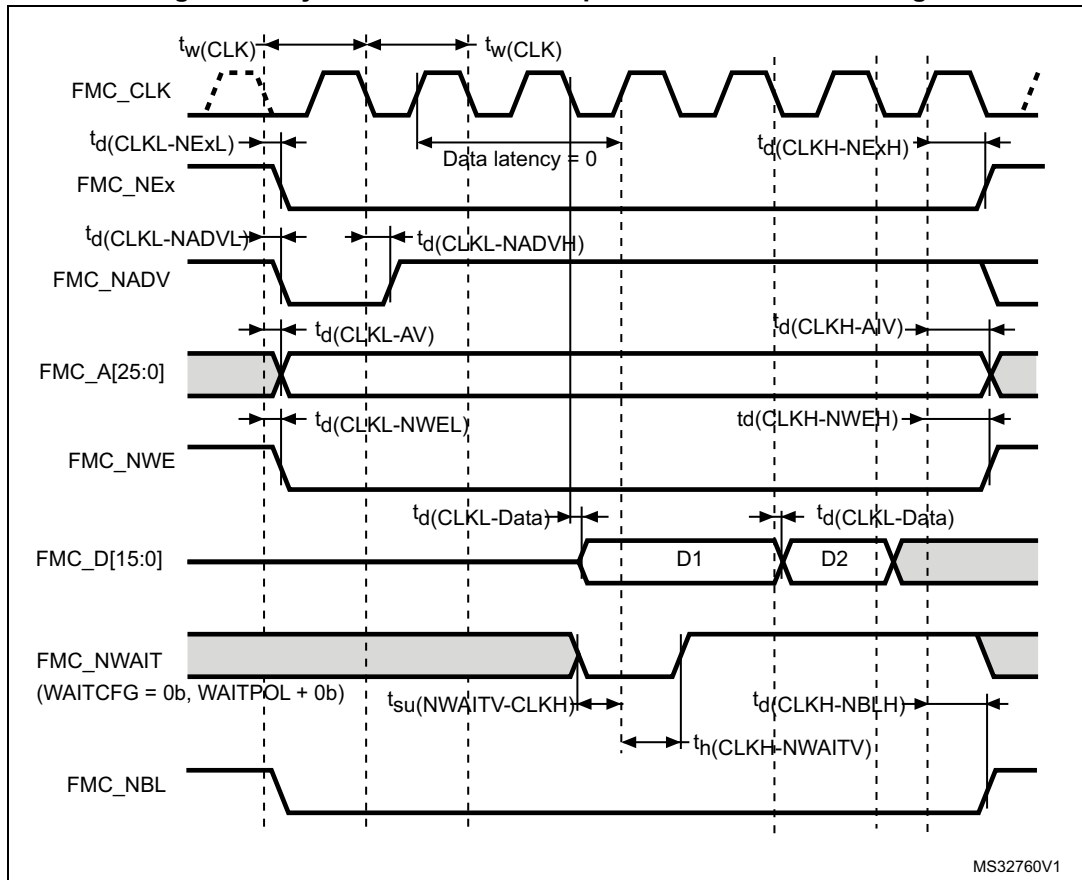 tw(CLK) tw(CLK)
FMC_CLK
td(CLKL-NExL) Data latency = 0 td(CLKH-NExH)
FMC_NEx
td(CLKL-NADVL) td(CLKL-NADVH)
FMC_NADV
td(CLKL-AV) td(CLKH-AIV)
FMC_A[25:0]
td(CLKL-NWEL) td(CLKH-NWEH)
FMC_NWE
td(CLKL-Data) td(CLKL-Data)
FMC_D[15:0] D1 D2
FMC_NWAIT
(WAITCFG = 0b, WAITPOL + 0b)
tsu(NWAITV-CLKH) td(CLKH-NBLH)
th(CLKH-NWAITV)
FMC_NBL
MS32760V1